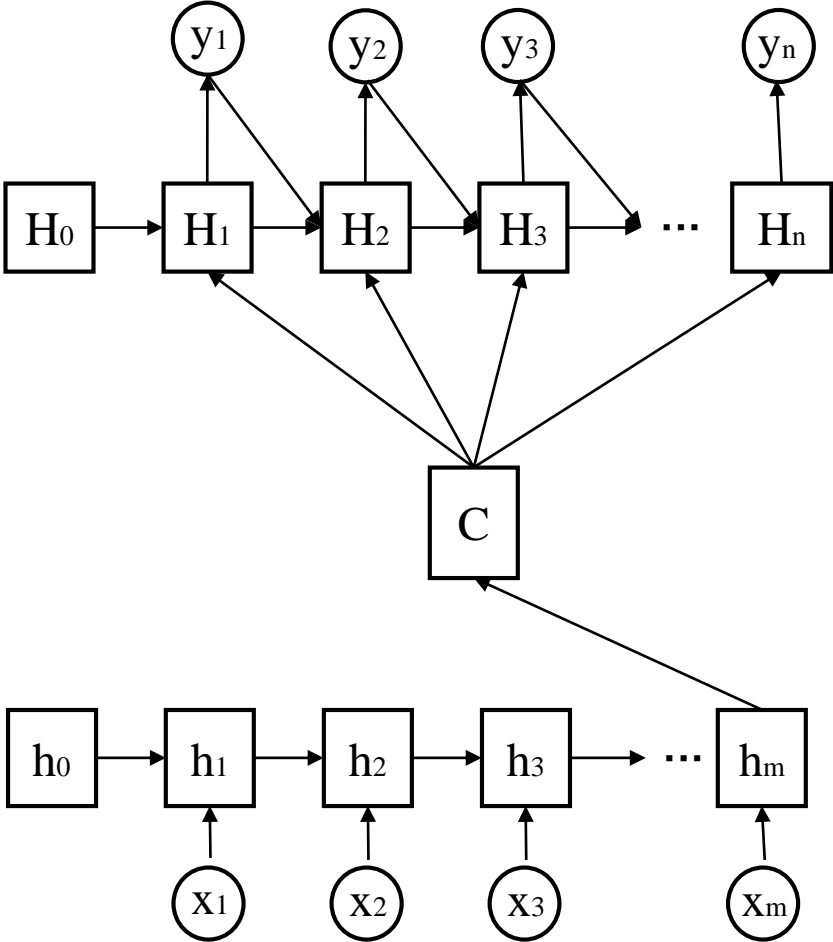 y1 y2 y3 yn
H0 H1 H2 H3 ... Hn
C
h0 h1 h2 h3 ... hm
x1 x2 x3 xm